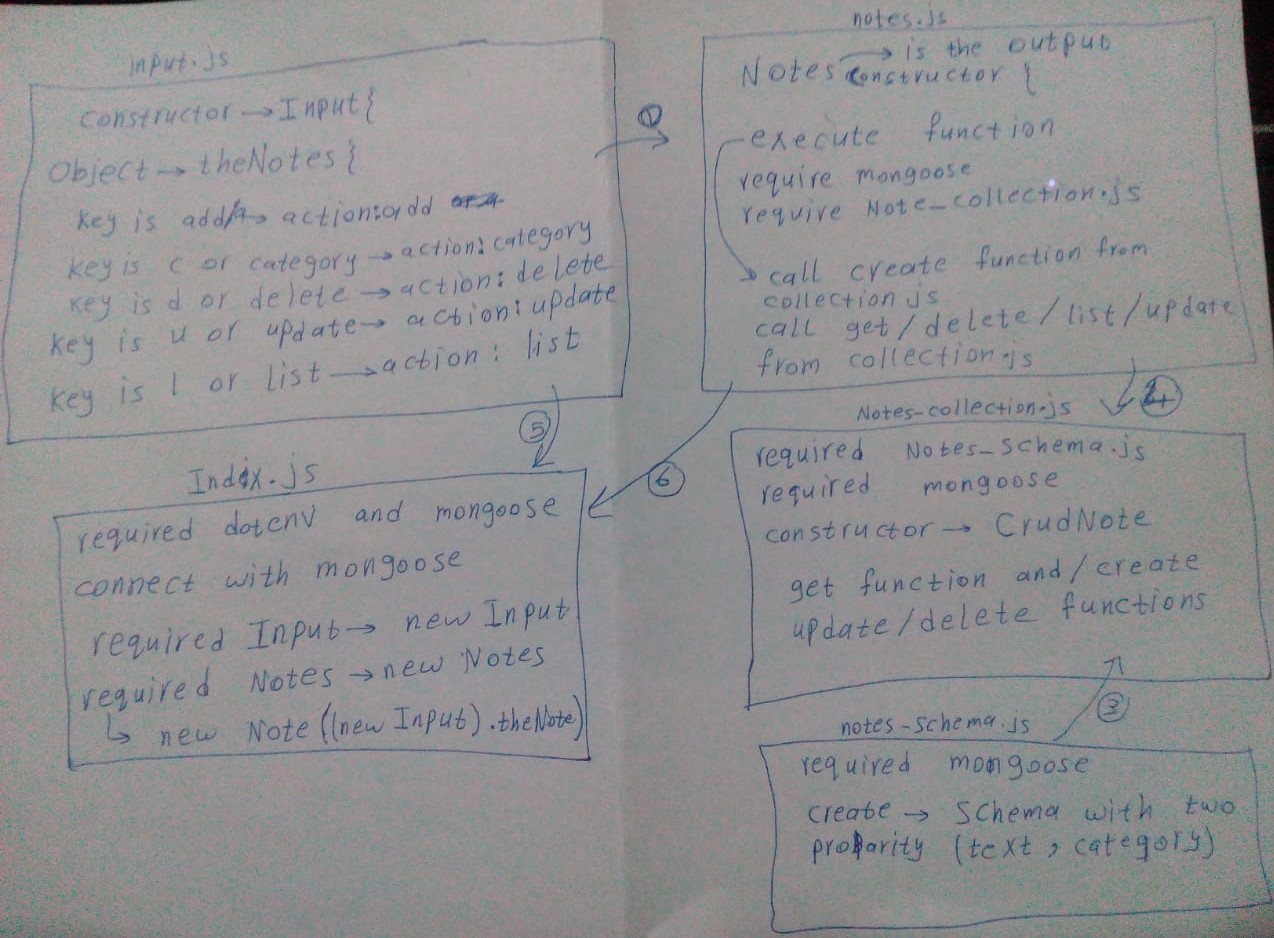 input.js
constructor → Input {
Object → theNotes {
key is add/a → action: add
key is c or category → action: category
key is d or delete → action: delete
key is u or update → action: update
key is l or list → action: list
①
notes.js
→ is the output
Notes constructor {
execute function
require mongoose
require Note_collection.js
call create function from
collection.js
call get/delete/list/update
from collection.js
⑤
⑥
Index.js
required dotenv and mongoose
connect with mongoose
required Input → new Input
required Notes → new Notes
↳ new Note((new Input).theNote)
Notes-collection.js
required Notes_schema.js
required mongoose
constructor → CrudNote
get function and/create
update/delete functions
③
notes-schema.js
required mongoose
create → Schema with two
proparity (text, category)